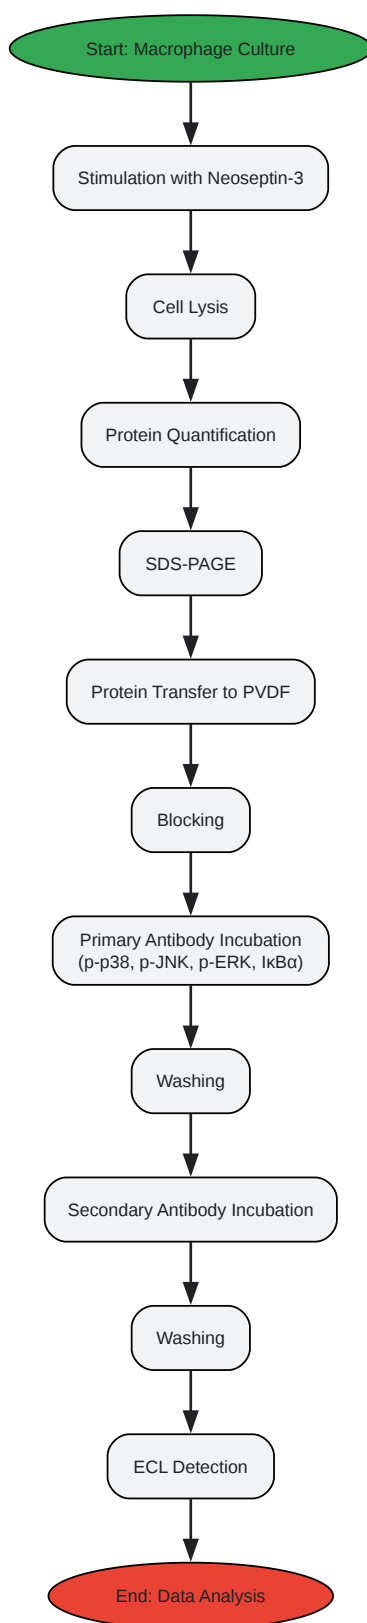 Start: Macrophage Culture
Stimulation with Neoseptin-3
Cell Lysis
Protein Quantification
SDS-PAGE
Protein Transfer to PVDF
Blocking
Primary Antibody Incubation
(p-p38, p-JNK, p-ERK, IκBα)
Washing
Secondary Antibody Incubation
Washing
ECL Detection
End: Data Analysis